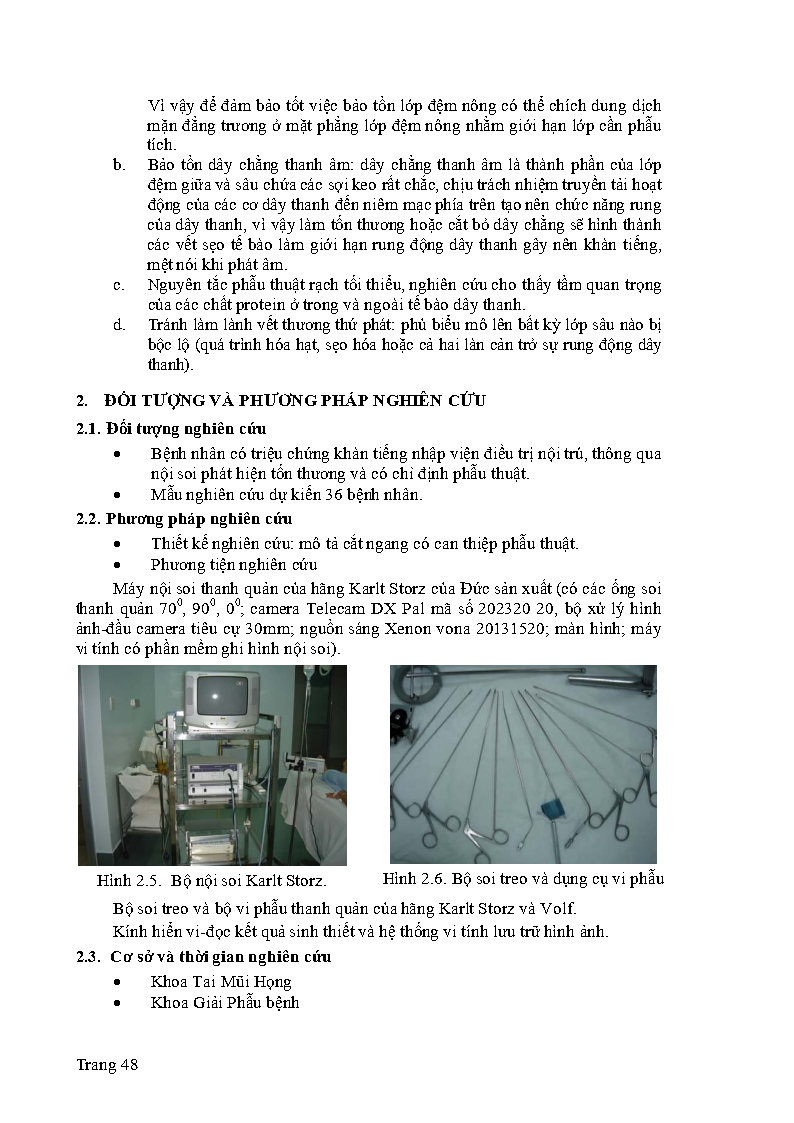 Vì vậy để đảm bảo tốt việc bảo tồn lớp đệm nông có thể chích dung dịch
mặn đẳng trương ở mặt phẳng lớp đệm nông nhằm giới hạn lớp cần phẫu
tích.
b. Bảo tồn dây chằng thanh âm: dây chằng thanh âm là thành phần của lớp
đệm giữa và sâu chứa các sợi keo rất chắc, chịu trách nhiệm truyền tải hoạt
động của các cơ dây thanh đến niêm mạc phía trên tạo nên chức năng rung
của dây thanh, vì vậy làm tổn thương hoặc cắt bỏ dây chằng sẽ hình thành
các vết sẹo tế bào làm giới hạn rung động dây thanh gây nên khàn tiếng,
mệt nói khi phát âm.
c. Nguyên tắc phẫu thuật rạch tối thiểu, nghiên cứu cho thấy tầm quan trọng
của các chất protein ở trong và ngoài tế bào dây thanh.
d. Tránh làm lành vết thương thứ phát: phủ biểu mô lên bất kỳ lớp sâu nào bị
bộc lộ (quá trình hóa hạt, sẹo hóa hoặc cả hai làn cản trở sự rung động dây
thanh).
2. ĐỐI TƯỢNG VÀ PHƯƠNG PHÁP NGHIÊN CỨU
2.1. Đối tượng nghiên cứu
• Bệnh nhân có triệu chứng khàn tiếng nhập viện điều trị nội trú, thông qua
nội soi phát hiện tổn thương và có chỉ định phẫu thuật.
• Mẫu nghiên cứu dự kiến 36 bệnh nhân.
2.2. Phương pháp nghiên cứu
• Thiết kế nghiên cứu: mô tả cắt ngang có can thiệp phẫu thuật.
• Phương tiện nghiên cứu
Máy nội soi thanh quản của hãng Karlt Storz của Đức sản xuất (có các ống soi
thanh quản 70⁰, 90⁰, 0⁰; camera Telecam DX Pal mã số 202320 20, bộ xử lý hình
ảnh-đầu camera tiêu cự 30mm; nguồn sáng Xenon vona 20131520; màn hình; máy
vi tính có phần mềm ghi hình nội soi).
Hình 2.5. Bộ nội soi Karlt Storz.
Hình 2.6. Bộ soi treo và dụng cụ vi phẫu
Bộ soi treo và bộ vi phẫu thanh quản của hãng Karlt Storz và Volf.
Kính hiển vi-đọc kết quả sinh thiết và hệ thống vi tính lưu trữ hình ảnh.
2.3. Cơ sở và thời gian nghiên cứu
• Khoa Tai Mũi Họng
• Khoa Giải Phẫu bệnh
Trang 48